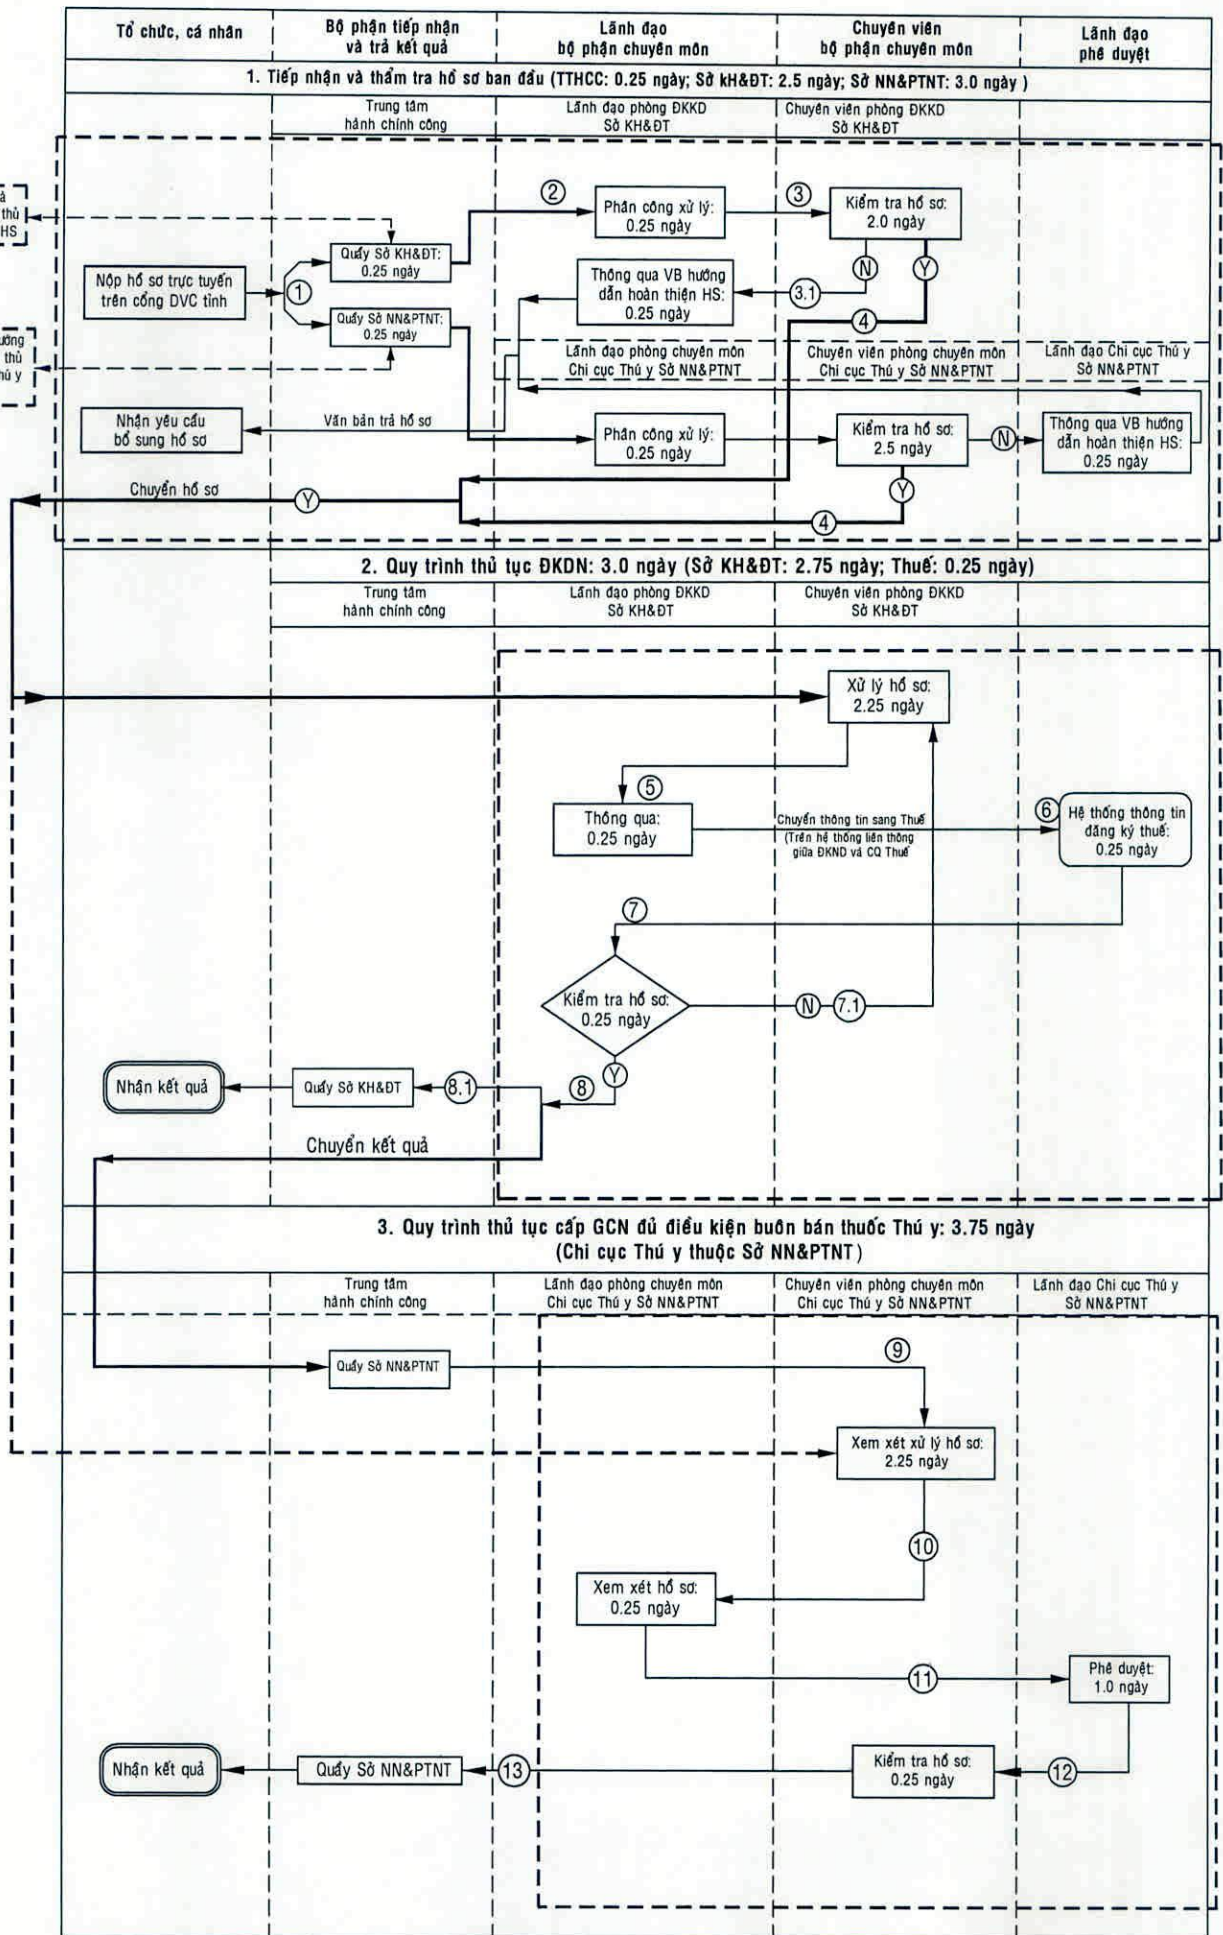 Tổ chức, cá nhân
Bộ phận tiếp nhận
và trả kết quả
Lãnh đạo
bộ phận chuyên môn
Chuyên viên
bộ phận chuyên môn
Lãnh đạo
phê duyệt
1. Tiếp nhận và thẩm tra hồ sơ ban đầu (TTHCC: 0.25 ngày; Sở kH&ĐT: 2.5 ngày; Sở NN&PTNT: 3.0 ngày )
Trung tâm
hành chính công
Lãnh đạo phòng ĐKKD
Sở KH&ĐT
Chuyên viên phòng ĐKKD
Sở KH&ĐT
thủ
HS
2
Phân công xử lý:
0.25 ngày
3
Kiểm tra hồ sơ:
2.0 ngày
Quầy Sở KH&ĐT:
0.25 ngày
N
Y
Nộp hồ sơ trực tuyến
trên cổng DVC tỉnh
1
Thông qua VB hướng
dẫn hoàn thiện HS:
0.25 ngày
3.1
4
Quầy Sở NN&PTNT:
0.25 ngày
thủ
Lãnh đạo phòng chuyên môn
Chi cục Thú y Sở NN&PTNT
Chuyên viên phòng chuyên môn
Chi cục Thú y Sở NN&PTNT
Lãnh đạo Chi cục Thú y
Sở NN&PTNT
Nhận yêu cầu
bổ sung hồ sơ
Văn bản trả hồ sơ
Phân công xử lý:
0.25 ngày
Kiểm tra hồ sơ:
2.5 ngày
N
Thông qua VB hướng
dẫn hoàn thiện HS:
0.25 ngày
Chuyển hồ sơ
Y
Y
4
2. Quy trình thủ tục ĐKDN: 3.0 ngày (Sở KH&ĐT: 2.75 ngày; Thuế: 0.25 ngày)
Trung tâm
hành chính công
Lãnh đạo phòng ĐKKD
Sở KH&ĐT
Chuyên viên phòng ĐKKD
Sở KH&ĐT
Xử lý hồ sơ:
2.25 ngày
5
Thông qua:
0.25 ngày
Chuyển thông tin sang Thuế
(Trên hệ thống liên thông
giữa ĐKND và CQ Thuế
6
Hệ thống thông tin
đăng ký thuế:
0.25 ngày
7
Kiểm tra hồ sơ:
0.25 ngày
N
7.1
Y
8
8.1
Quầy Sở KH&ĐT
Nhận kết quả
Chuyển kết quả
3. Quy trình thủ tục cấp GCN đủ điều kiện buôn bán thuốc Thú y: 3.75 ngày
(Chi cục Thú y thuộc Sở NN&PTNT)
Trung tâm
hành chính công
Lãnh đạo phòng chuyên môn
Chi cục Thú y Sở NN&PTNT
Chuyên viên phòng chuyên môn
Chi cục Thú y Sở NN&PTNT
Lãnh đạo Chi cục Thú y
Sở NN&PTNT
Quầy Sở NN&PTNT
9
Xem xét xử lý hồ sơ:
2.25 ngày
10
Xem xét hồ sơ:
0.25 ngày
11
Phê duyệt:
1.0 ngày
Nhận kết quả
Quầy Sở NN&PTNT
13
Kiểm tra hồ sơ:
0.25 ngày
12